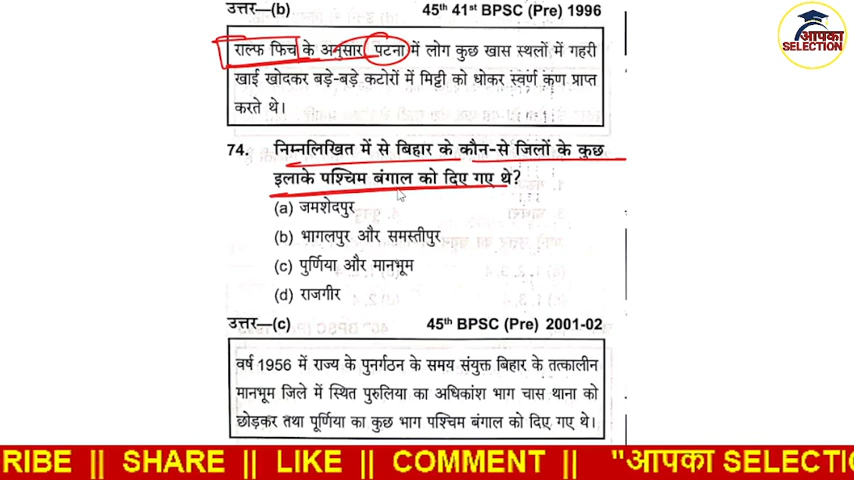 उत्तर—(b) 45th 41st BPSC (Pre) 1996
आपका
SELECTION
राल्फ फिच के अनुसार पटना में लोग कुछ खास स्थलों में गहरी
खाई खोदकर बड़े-बड़े कटोरों में मिट्टी को धोकर स्वर्ण कण प्राप्त
करते थे।
74. निम्नलिखित में से बिहार के कौन-से जिलों के कुछ
इलाके पश्चिम बंगाल को दिए गए थे?
(a) जमशेदपुर
(b) भागलपुर और समस्तीपुर
(c) पुर्णिया और मानभूम
(d) राजगीर
उत्तर—(c) 45th BPSC (Pre) 2001-02
वर्ष 1956 में राज्य के पुनर्गठन के समय संयुक्त बिहार के तत्कालीन
मानभूम जिले में स्थित पुरुलिया का अधिकांश भाग चास थाना को
छोड़कर तथा पूर्णिया का कुछ भाग पश्चिम बंगाल को दिए गए थे।
RIBE || SHARE || LIKE || COMMENT || "आपका SELECTIO